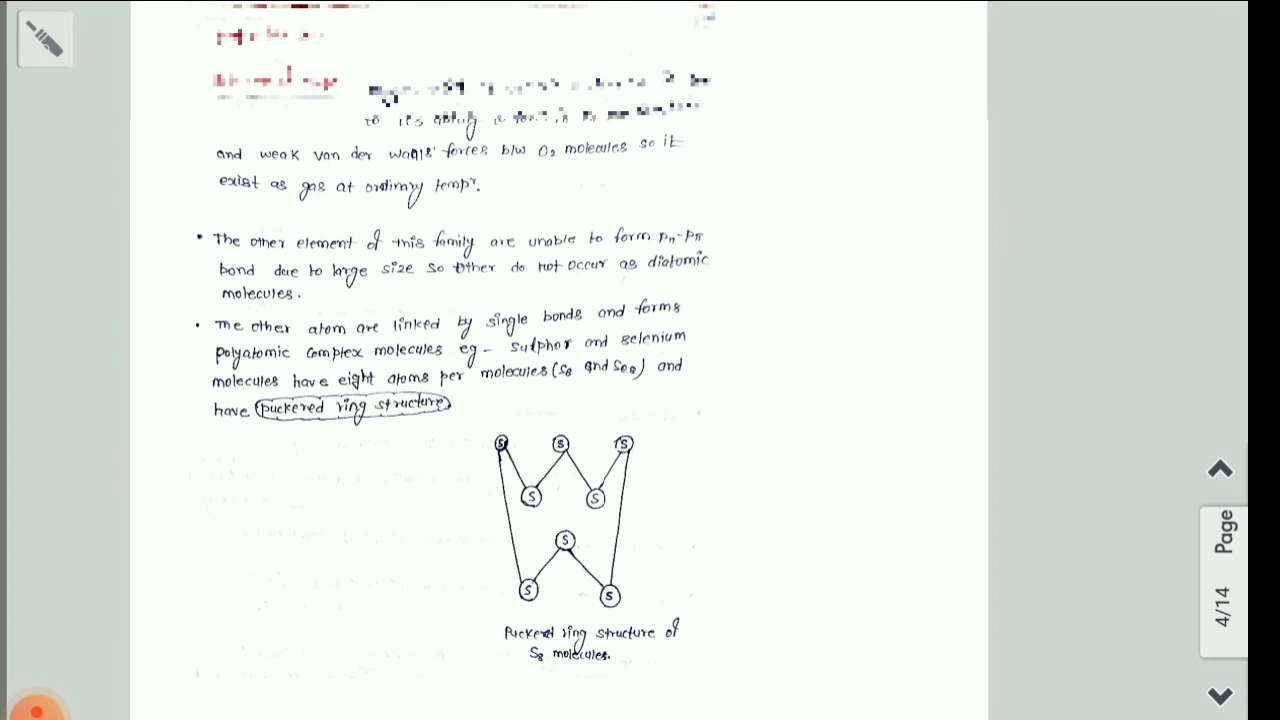 to it's ability
and weak van der waals' forces b/w O₂ molecules so it
exist as gas at ordinary tempr.
• The other element of this family are unable to form pπ-pπ
bond due to large size so other do not occur as diatomic
molecules.
• The other atom are linked by single bonds and forms
polyatomic complex molecules eg - sulphor and selenium
molecules have eight atoms per molecules (S₈ and Se₈) and
have puckered ring structure
S S S
S S
S
S S
Puckered ring structure of
S₈ molecules.
4/14 Page